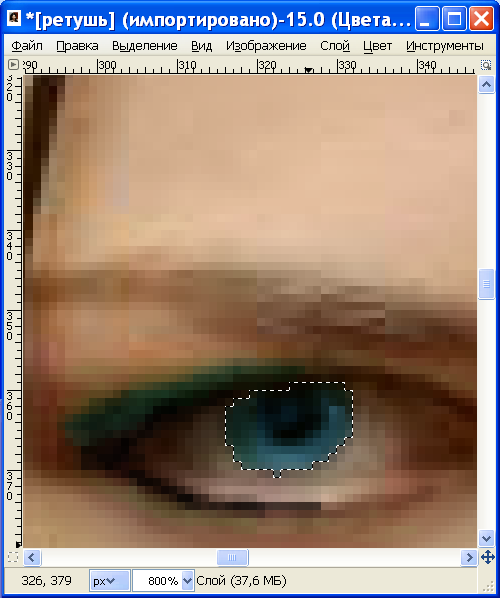 *[ретушь] (импортировано)-15.0 (Цвета...
Файл Правка Выделение Вид Изображение Слой Цвет Инструменты
290 300 310 320 330 340
320
330
340
350
360
370
326, 379 px 800% Слой (37,6 МБ)